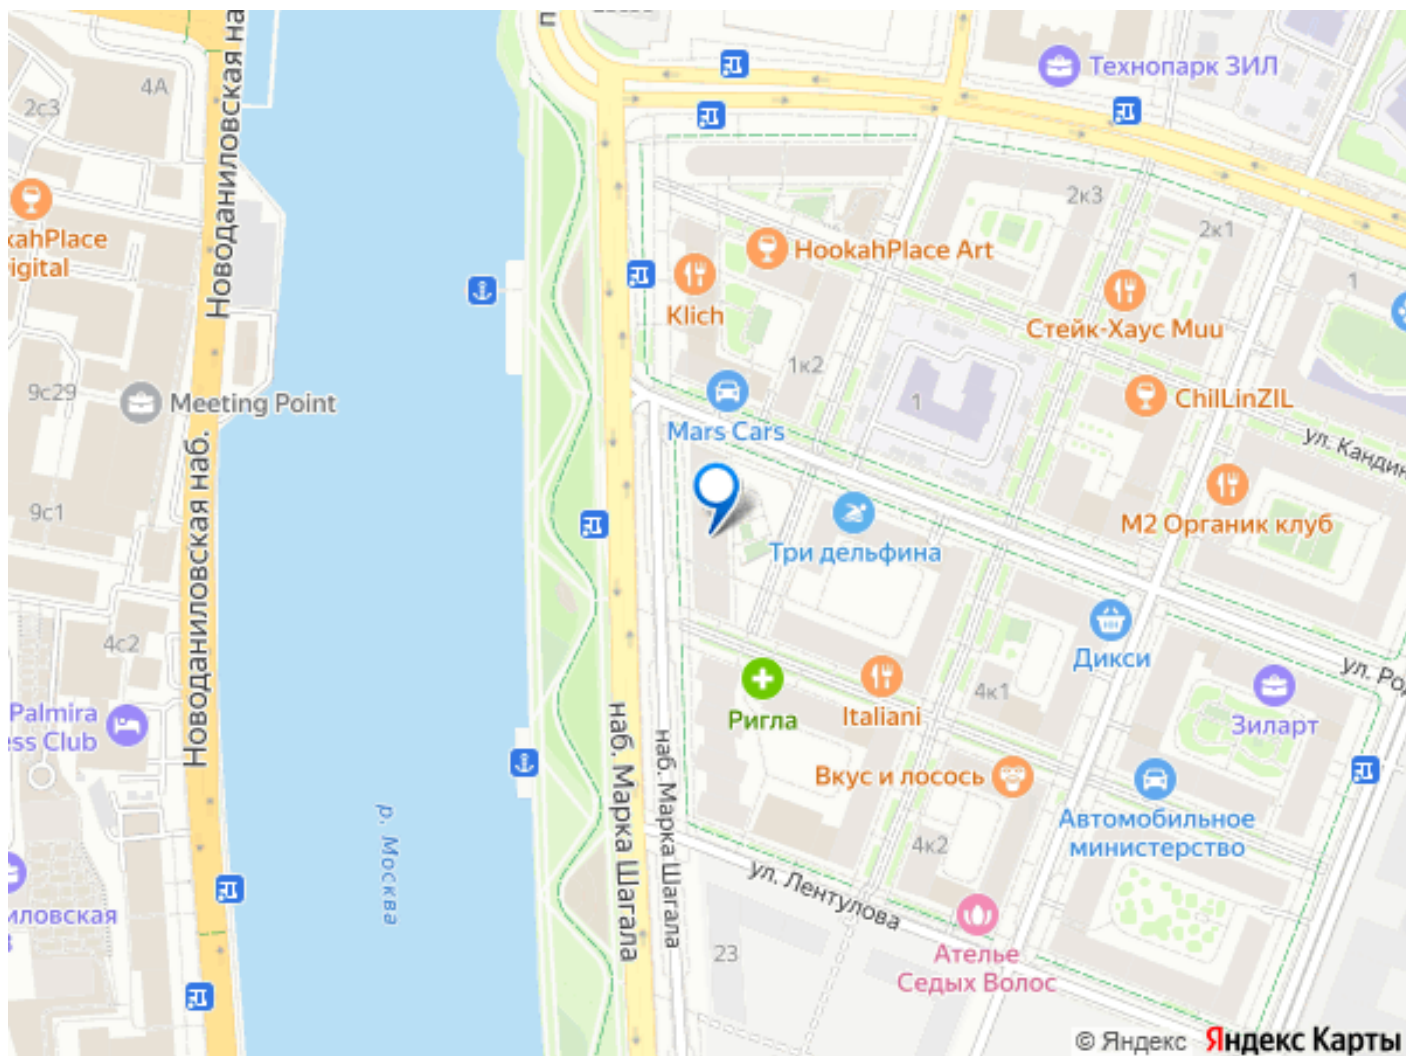 Новоданиловская на
4А
2с3
Технопарк ЗИЛ
kahPlace
igital
HookahPlace Art
Klich
2к3
2к1
1
Стейк-Хаус Muu
1к2
1
ChilLinZIL
9с29
Meeting Point
Mars Cars
ул. Кандин
9с1
Новоданиловская наб.
М2 Органик клуб
Три дельфина
4с2
Дикси
ул. Ро
Palmira
ess Club
Ригла
Italiani
4к1
Зиларт
наб. Марка Шагала
наб. Марка Шагала
Вкус и лосось
Автомобильное
министерство
р. Москва
4к2
ул. Лентулова
иловская
23
Ателье
Седых Волос
© Яндекс Яндекс Карты